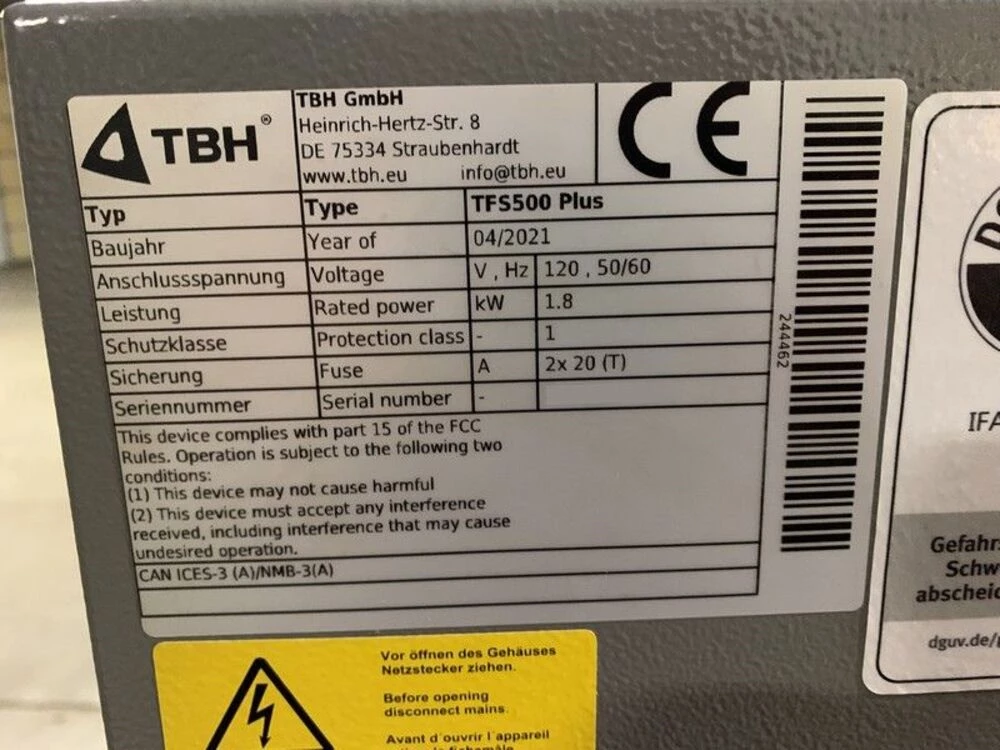 TBH®
TBH GmbH
Heinrich-Hertz-Str. 8
DE 75334 Straubenhardt
www.tbh.eu info@tbh.eu
CE
Typ Type TFS500 Plus
Baujahr Year of 04/2021
Anschlussspannung Voltage V , Hz 120 , 50/60
Leistung Rated power kW 1.8
Schutzklasse Protection class - 1
Sicherung Fuse A 2x 20 (T)
Seriennummer Serial number -
This device complies with part 15 of the FCC
Rules. Operation is subject to the following two
conditions:
(1) This device may not cause harmful
(2) This device must accept any interference
received, including interference that may cause
undesired operation.
CAN ICES-3 (A)/NMB-3(A)
244462
Vor öffnen des Gehäuses
Netzstecker ziehen.
Before opening
disconnect mains.
Avant d'ouvrir l'appareil
IFA
Gefahr
Schw
abscheid
dguv.de/